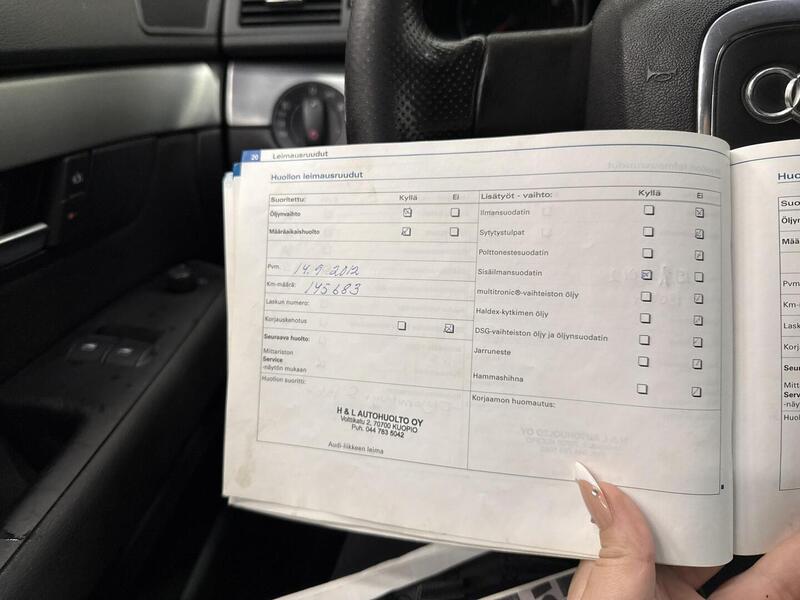 20 Leimausruudut
Huollon leimausruudut
Suoritettu: Kyllä Ei
Öljynvaihto
Määräaikaishuolto
Pvm. 14.9 2012
Km-määrä: 145683
Laskun numero:
Korjauskehotus
Seuraava huolto:
Mittariston
Service
-näytön mukaan
Huollon suoritti:
H & L AUTOHUOLTO OY
Voltikatu 2, 70700 KUOPIO
Puh. 044 783 5042
Audi-liikkeen leima
Lisätyöt - vaihto: Kyllä Ei
Ilmansuodatin
Sytytystulpat
Polttonestesuodatin
Sisäilmansuodatin
multitronic®-vaihteiston öljy
Haldex-kytkimen öljy
DSG-vaihteiston öljy ja öljynsuodatin
Jarruneste
Hammashihna
Korjaamon huomautus: